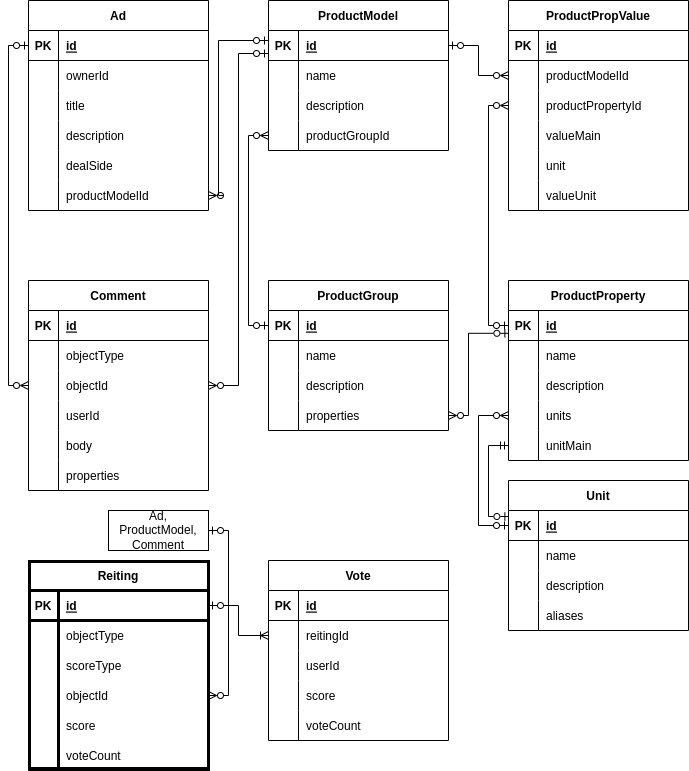 Ad
PK id
ownerId
title
description
dealSide
productModelId
ProductModel
PK id
name
description
productGroupId
ProductPropValue
productModelId
productPropertyId
valueMain
unit
valueUnit
Comment
PK id
objectType
objectId
userId
body
properties
ProductGroup
PK id
name
description
properties
ProductProperty
PK id
name
description
units
unitMain
Unit
PK id
name
description
aliases
Ad,
ProductModel,
Comment
Reiting
PK id
objectType
scoreType
objectId
score
voteCount
Vote
PK id
reitingId
userId
score
voteCount